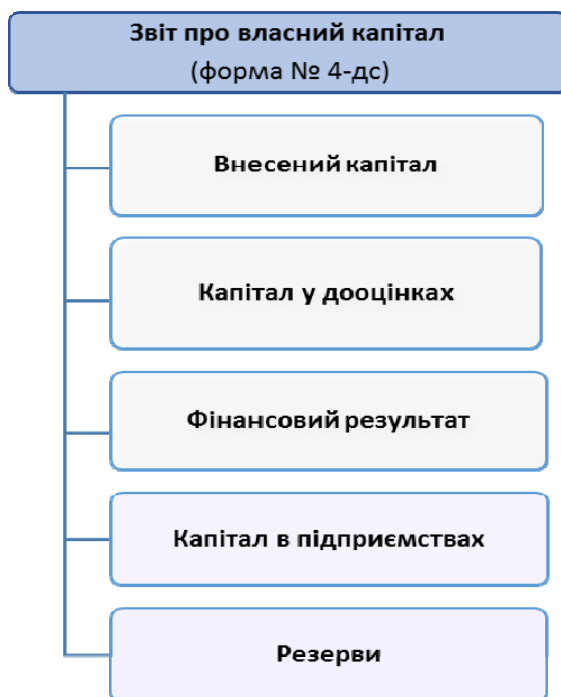 Звіт про власний капітал
(форма № 4-дс)
Внесений капітал
Капітал у дооцінках
Фінансовий результат
Капітал в підприємствах
Резерви